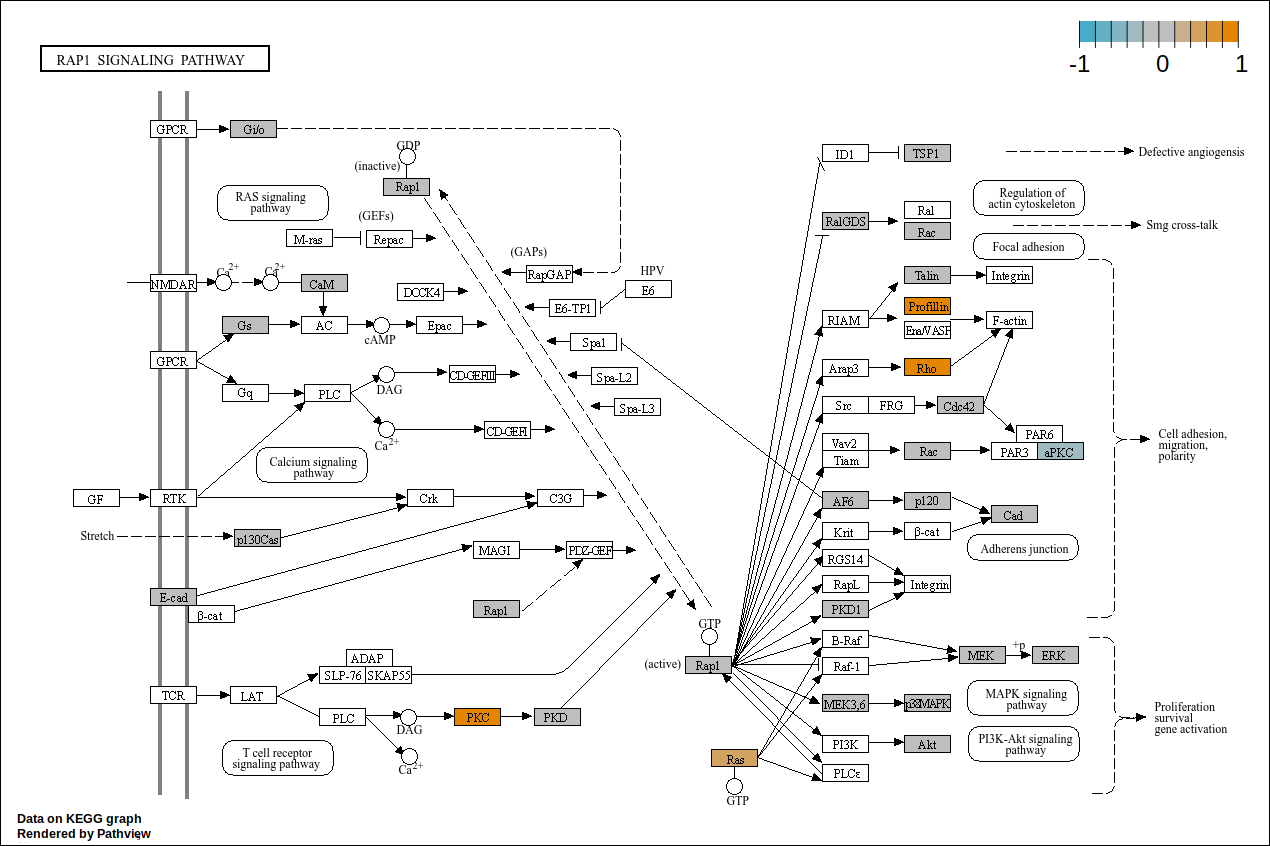 -1 0 1
RAP1 SIGNALING PATHWAY
GPCR
Gi/o
GDP
(inactive)
Rap1
RAS signaling
pathway
(GEFs)
M-ras
Repac
(GAPs)
RapGAP
HPV
E6
E6-TP1
NMDAR
Ca2+
Ca2+
CaM
DOCK4
Gs
AC
cAMP
Epac
Spa1
GPCR
Gq
PLC
DAG
CD-GEFIII
Spa-L2
Spa-L3
Ca2+
CD-GEFI
Calcium signaling
pathway
GF
RTK
Crk
C3G
Stretch
p130Cas
MAGI
PDZ-GEF
E-cad
β-cat
Rap1
ADAP
SLP-76
SKAP55
TCR
LAT
PLC
DAG
PKC
PKD
Ca2+
T cell receptor
signaling pathway
GTP
(active)
Rap1
Ras
GTP
ID1
TSP1
Defective angiogensis
Regulation of
actin cytoskeleton
RalGDS
Ral
Rac
Smg cross-talk
Focal adhesion
Talin
Integrin
Profillin
RIAM
Ena/VASP
F-actin
Arap3
Rho
Src
FRG
Cdc42
PAR6
PAR3
aPKC
Vav2
Tiam
Rac
Cell adhesion,
migration,
polarity
AF6
p120
Cad
Krit
β-cat
Adherens junction
RGS14
RapL
Integrin
PKD1
B-Raf
Raf-1
MEK
+p
ERK
MEK3,6
p38MAPK
MAPK signaling
pathway
PI3K
Akt
PI3K-Akt signaling
pathway
PLCε
Proliferation
survival
gene activation
Data on KEGG graph
Rendered by Pathview